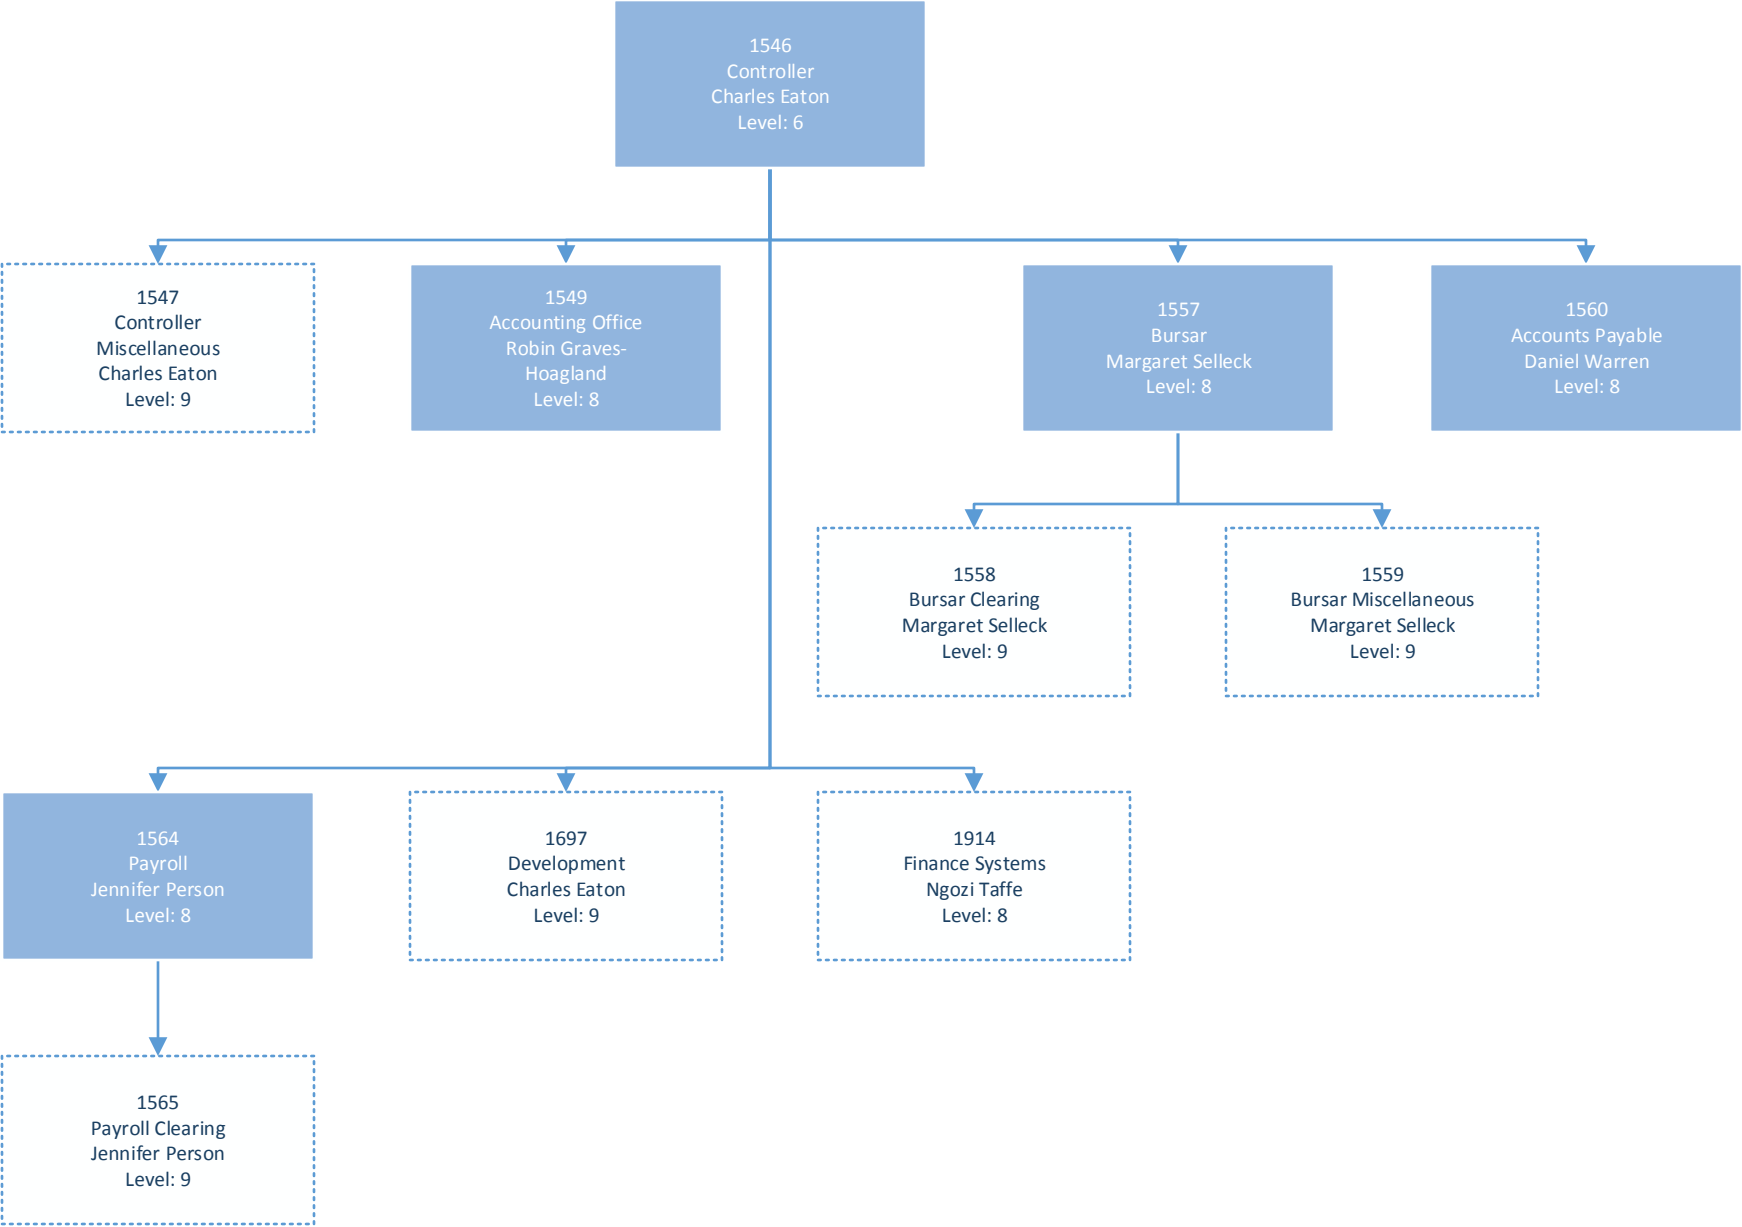 1546
Controller
Charles Eaton
Level: 6
1547
Controller
Miscellaneous
Charles Eaton
Level: 9
1549
Accounting Office
Robin Graves-
Hoagland
Level: 8
1557
Bursar
Margaret Selleck
Level: 8
1560
Accounts Payable
Daniel Warren
Level: 8
1558
Bursar Clearing
Margaret Selleck
Level: 9
1559
Bursar Miscellaneous
Margaret Selleck
Level: 9
1564
Payroll
Jennifer Person
Level: 8
1697
Development
Charles Eaton
Level: 9
1914
Finance Systems
Ngozi Taffe
Level: 8
1565
Payroll Clearing
Jennifer Person
Level: 9